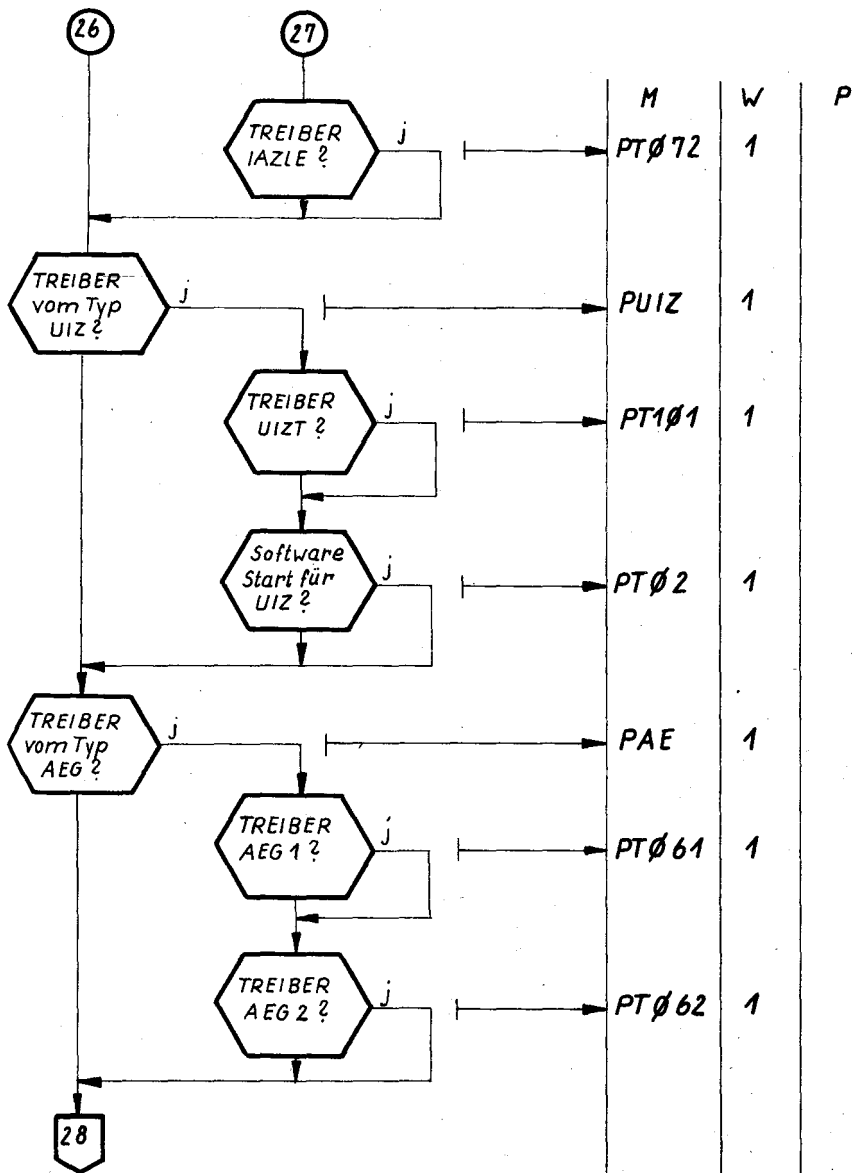 26
27
M W P
TREIBER
IAZLE ?
j
PTØ72 1
TREIBER
vom Typ
UIZ ?
j
PUIZ 1
TREIBER
UIZT ?
j
PT1Ø1 1
Software
Start für
UIZ ?
j
PTØ2 1
TREIBER
vom Typ
AEG ?
j
PAE 1
TREIBER
AEG 1 ?
j
PTØ61 1
TREIBER
AEG 2 ?
j
PTØ62 1
28